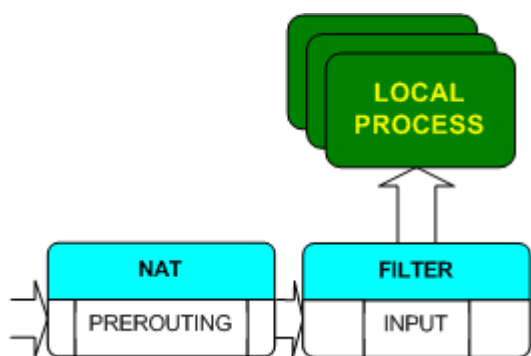 LOCAL
PROCESS
NAT
FILTER
PREROUTING
INPUT